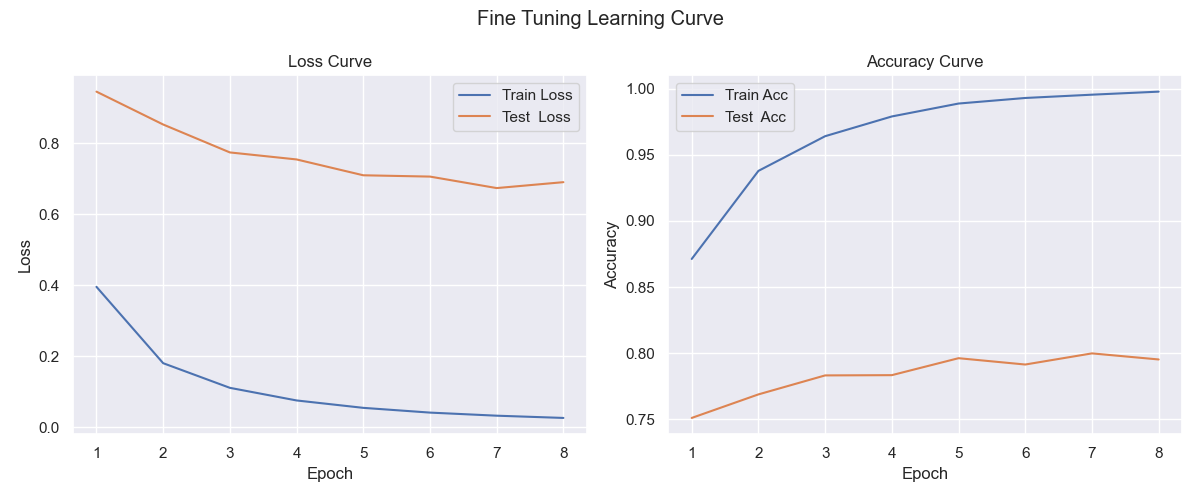 Fine Tuning Learning Curve
Loss Curve
Train Loss
Test  Loss
0.8
0.6
0.4
0.2
0.0
Loss
1 2 3 4 5 6 7 8
Epoch
Accuracy Curve
Train Acc
Test  Acc
1.00
0.95
0.90
0.85
0.80
0.75
Accuracy
1 2 3 4 5 6 7 8
Epoch